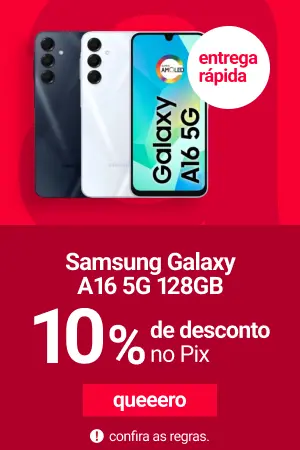 entrega
rápida
AMOLED
Galaxy
A16 5G
Samsung Galaxy
A16 5G 128GB
10%
de desconto
no Pix
queeero
! confira as regras.